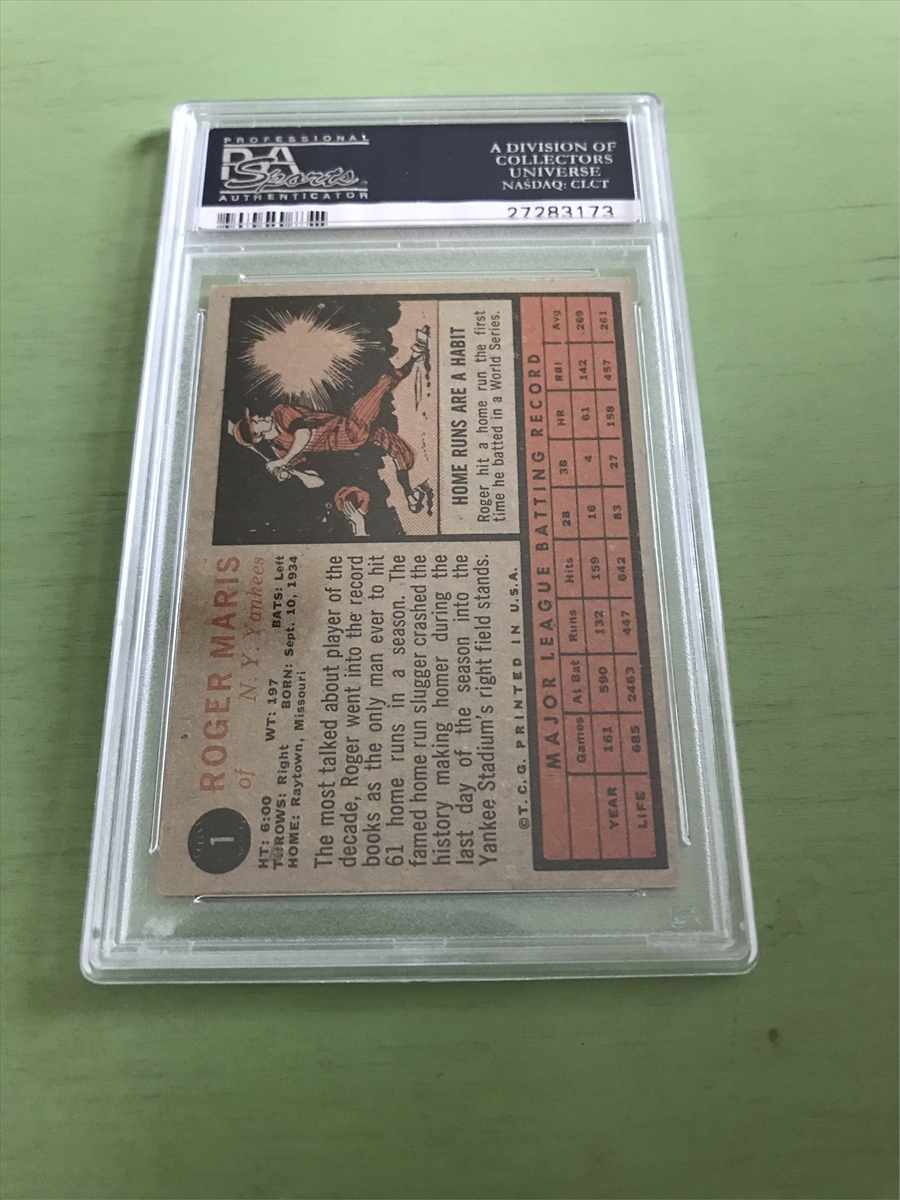 PROFESSIONAL
PSA
Sports
AUTHENTICATOR
A DIVISION OF
COLLECTORS
UNIVERSE
NASDAQ: CLCT
27283173
1
ROGER MARIS
of N. Y. Yankees
HT: 6:00 WT: 197 BATS: Left
THROWS: Right BORN: Sept. 10, 1934
HOME: Raytown, Missouri
The most talked about player of the
decade, Roger went into the record
books as the only man ever to hit
61 home runs in a season. The
famed home run slugger crashed the
history making homer during the
last day of the season into the
Yankee Stadium's right field stands.
HOME RUNS ARE A HABIT
Roger hit a home run the first
time he batted in a World Series.
© T. C. G. PRINTED IN U. S. A.
MAJOR LEAGUE BATTING RECORD
Games At Bat Runs Hits 2B 3B HR RBI Avg
YEAR 161 590 132 159 16 4 61 142 .269
LIFE 685 2463 447 642 83 27 158 457 .261